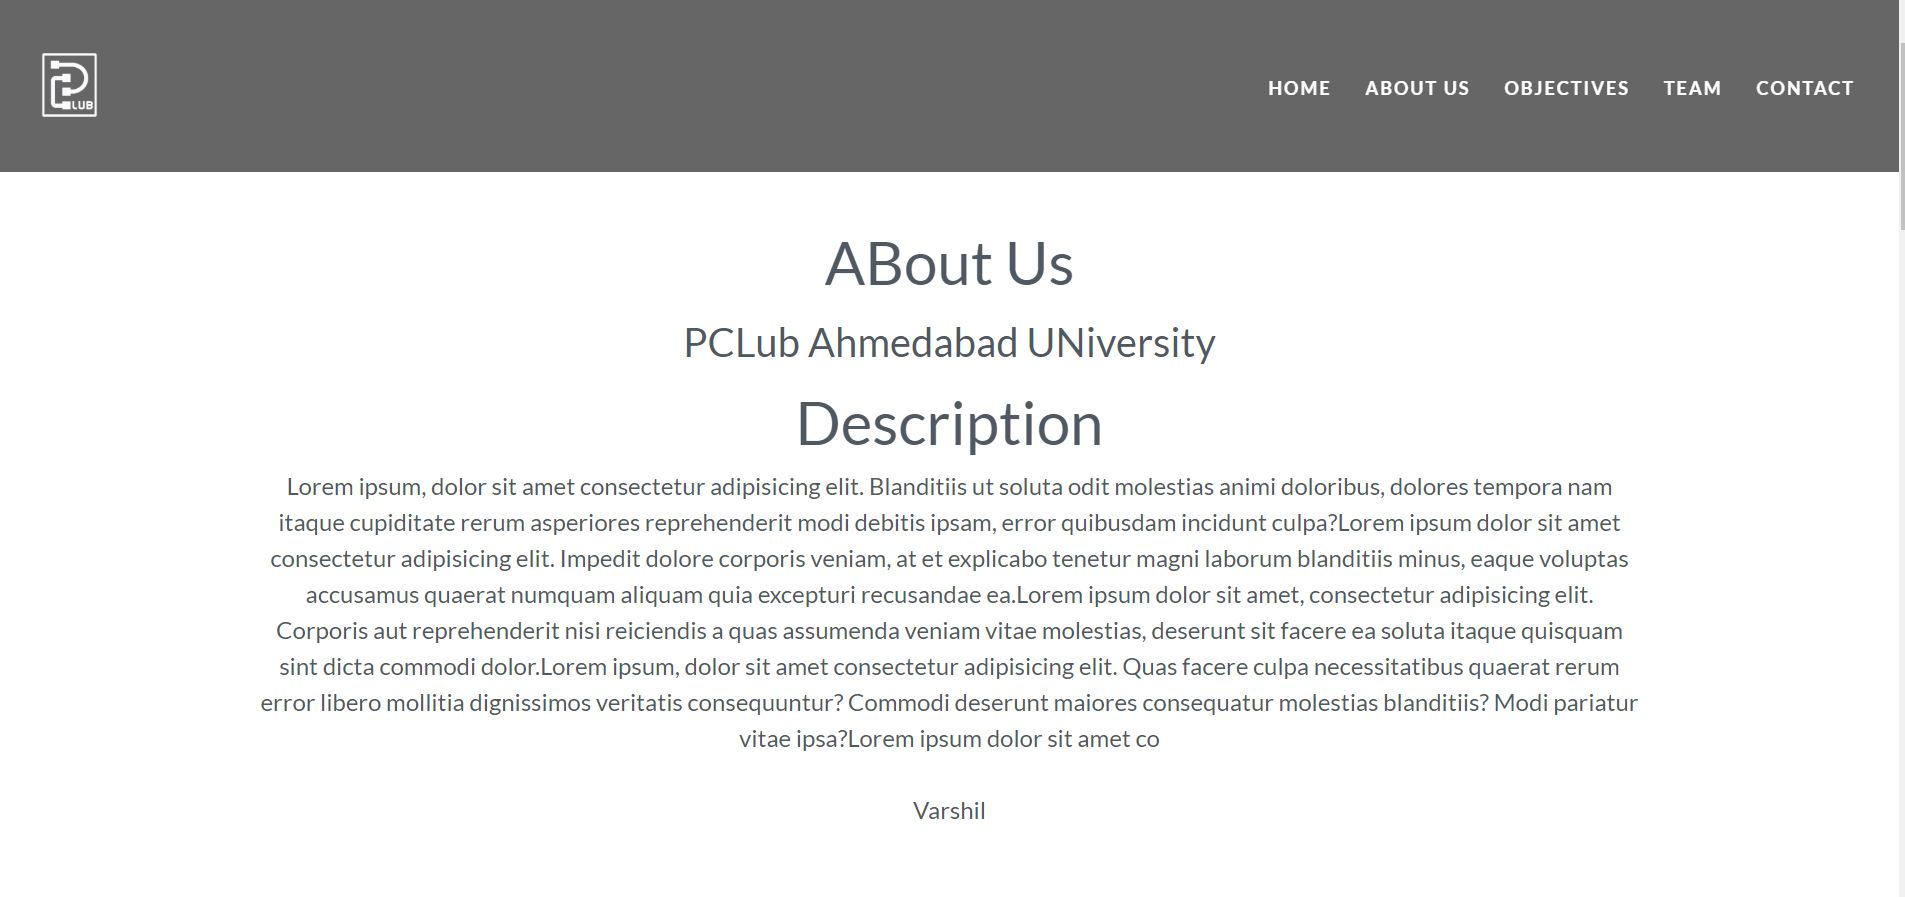 LUB
HOME ABOUT US OBJECTIVES TEAM CONTACT
ABout Us
PCLub Ahmedabad UNiversity
Description
Lorem ipsum, dolor sit amet consectetur adipisicing elit. Blanditiis ut soluta odit molestias animi doloribus, dolores tempora nam
itaque cupiditate rerum asperiores reprehenderit modi debitis ipsam, error quibusdam incidunt culpa?Lorem ipsum dolor sit amet
consectetur adipisicing elit. Impedit dolore corporis veniam, at et explicabo tenetur magni laborum blanditiis minus, eaque voluptas
accusamus quaerat numquam aliquam quia excepturi recusandae ea.Lorem ipsum dolor sit amet, consectetur adipisicing elit.
Corporis aut reprehenderit nisi reiciendis a quas assumenda veniam vitae molestias, deserunt sit facere ea soluta itaque quisquam
sint dicta commodi dolor.Lorem ipsum, dolor sit amet consectetur adipisicing elit. Quas facere culpa necessitatibus quaerat rerum
error libero mollitia dignissimos veritatis consequuntur? Commodi deserunt maiores consequatur molestias blanditiis? Modi pariatur
vitae ipsa?Lorem ipsum dolor sit amet co
Varshil